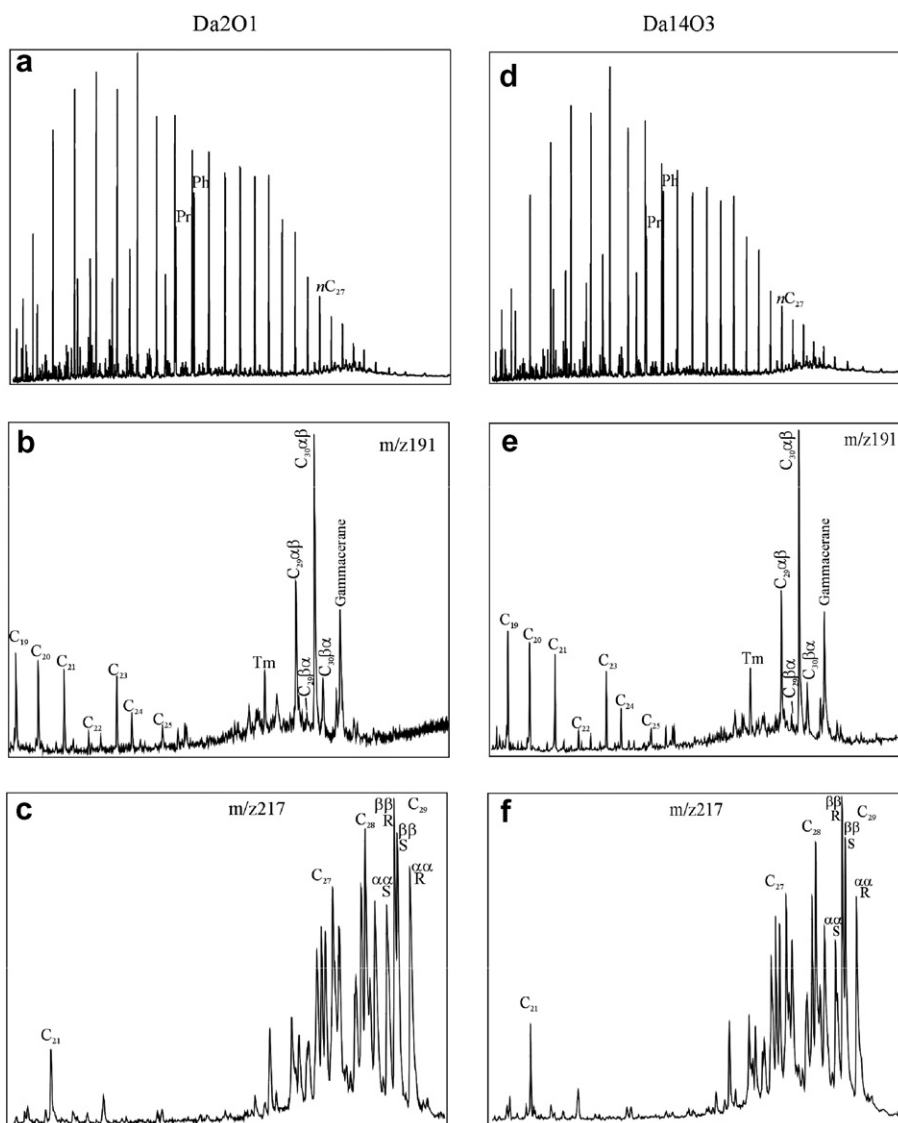 Da2O1
Da14O3
a
Pr
Ph
nC₂₇
d
Pr
Ph
nC₂₇
b
m/z191
C₁₉
C₂₀
C₂₁
C₂₂
C₂₃
C₂₄
C₂₅
Tm
C₂₉αβ
C₂₉βα
C₃₀αβ
C₃₀βα
Gammacerane
e
m/z191
C₁₉
C₂₀
C₂₁
C₂₂
C₂₃
C₂₄
C₂₅
Tm
C₂₉αβ
C₂₉βα
C₃₀αβ
C₃₀βα
Gammacerane
c
m/z217
C₂₁
C₂₇
C₂₈
αα
S
ββ
R
ββ
S
C₂₉
αα
R
f
m/z217
C₂₁
C₂₇
C₂₈
αα
S
ββ
R
ββ
S
C₂₉
αα
R